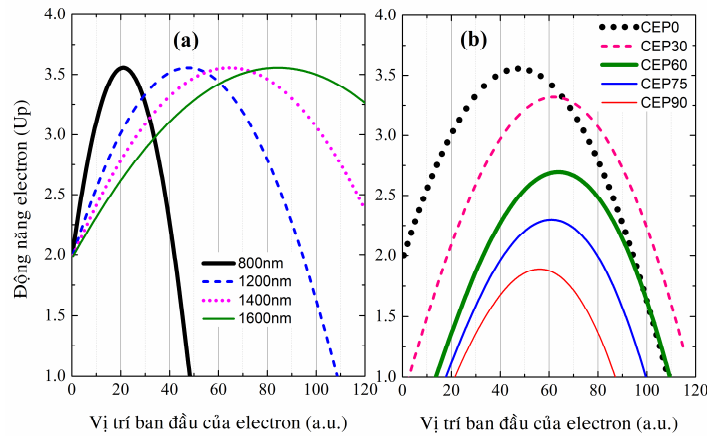 (a)
4.0
3.5
3.0
2.5
2.0
1.5
1.0
0 20 40 60 80 100 120
Động năng electron (Up)
Vị trí ban đầu của electron (a.u.)
800nm
1200nm
1400nm
1600nm
(b)
CEP0
CEP30
CEP60
CEP75
CEP90
4.0
3.5
3.0
2.5
2.0
1.5
1.0
0 20 40 60 80 100 120
Vị trí ban đầu của electron (a.u.)